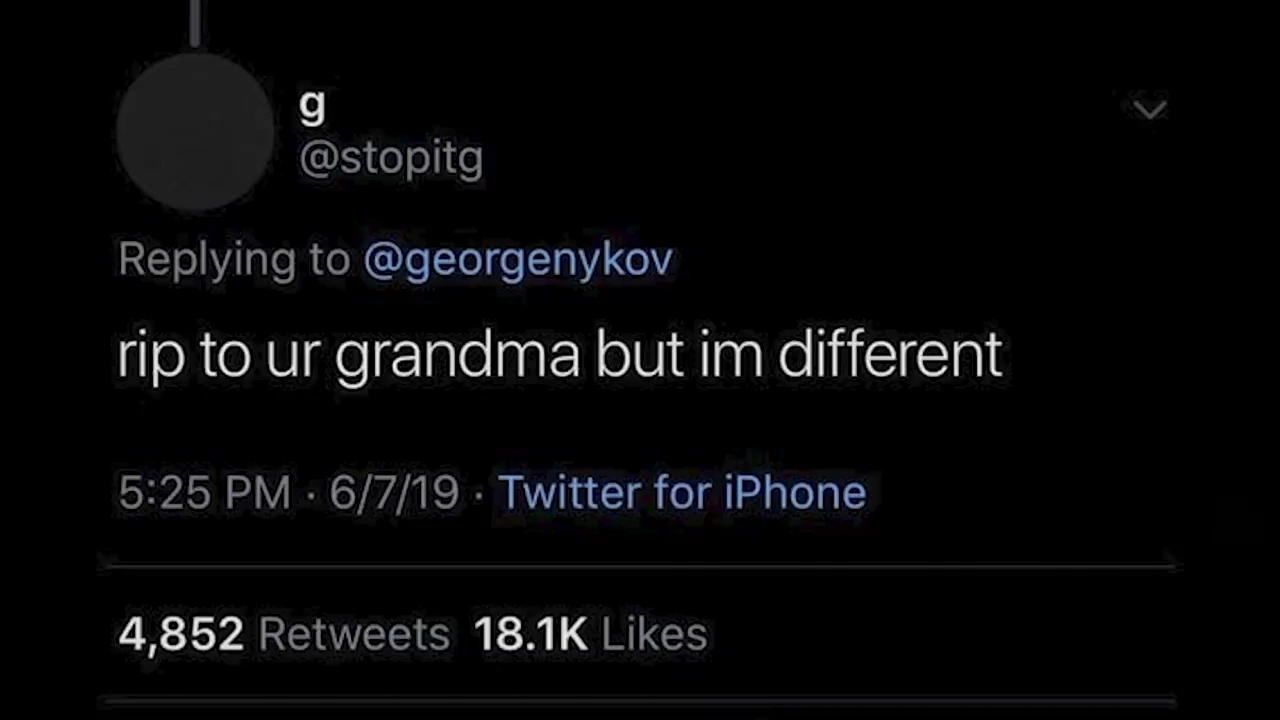 g
@stopitg
Replying to @georgenykov
rip to ur grandma but im different
5:25 PM · 6/7/19 · Twitter for iPhone
4,852 Retweets 18.1K Likes